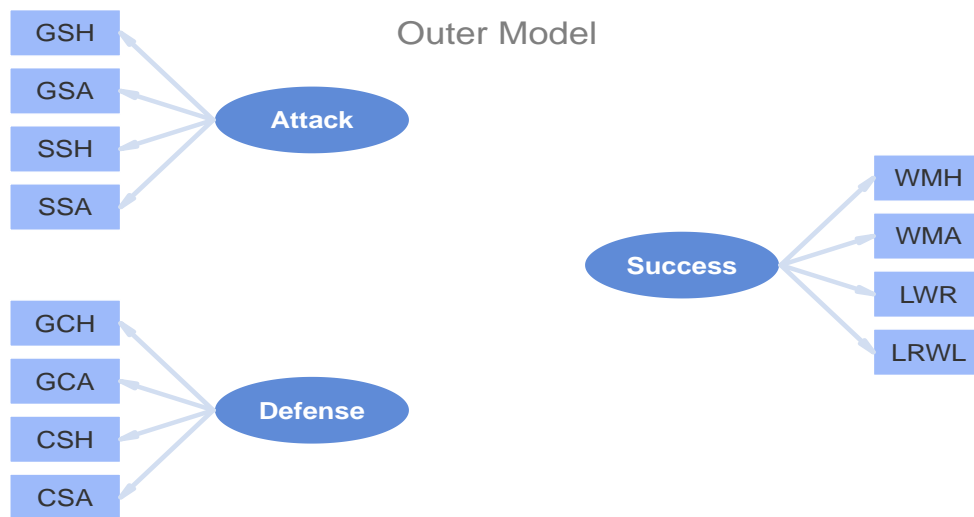 Outer Model
GSH
GSA
SSH
SSA
Attack
WMH
WMA
LWR
LRWL
Success
GCH
GCA
CSH
CSA
Defense